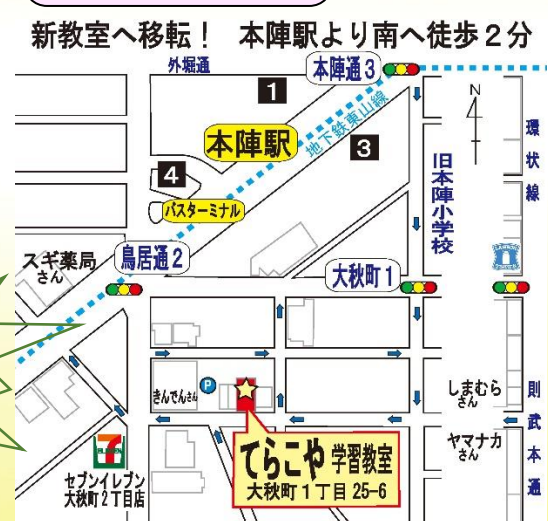 新教室へ移転！ 本陣駅より南へ徒歩２分
外堀通
本陣通3
N
1
本陣駅
地下鉄東山線
3
環状線
4
バスターミナル
旧本陣小学校
スギ薬局
さん
鳥居通2
大秋町1
LAWSON
きんでんさん
P
しまむら
さん
則武本通
7
ELEVEN
セブンイレブン
大秋町2丁目店
てらこや 学習教室
大秋町１丁目 25-6
ヤマナカ
さん